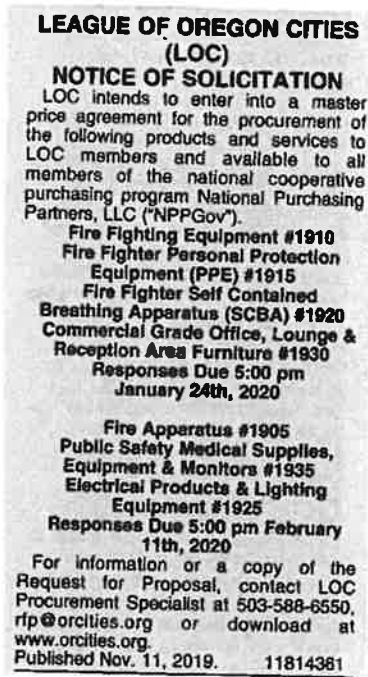 LEAGUE OF OREGON CITIES
(LOC)
NOTICE OF SOLICITATION
LOC intends to enter into a master
price agreement for the procurement of
the following products and services to
LOC members and available to all
members of the national cooperative
purchasing program National Purchasing
Partners, LLC ("NPPGov").
Fire Fighting Equipment #1910
Fire Fighter Personal Protection
Equipment (PPE) #1915
Fire Fighter Self Contained
Breathing Apparatus (SCBA) #1920
Commercial Grade Office, Lounge &
Reception Area Furniture #1930
Responses Due 5:00 pm
January 24th, 2020
Fire Apparatus #1905
Public Safety Medical Supplies,
Equipment & Monitors #1935
Electrical Products & Lighting
Equipment #1925
Responses Due 5:00 pm February
11th, 2020
For information or a copy of the
Request for Proposal, contact LOC
Procurement Specialist at 503-588-6550,
rfp@orcities.org or download at
www.orcities.org.
Published Nov. 11, 2019. 11814381